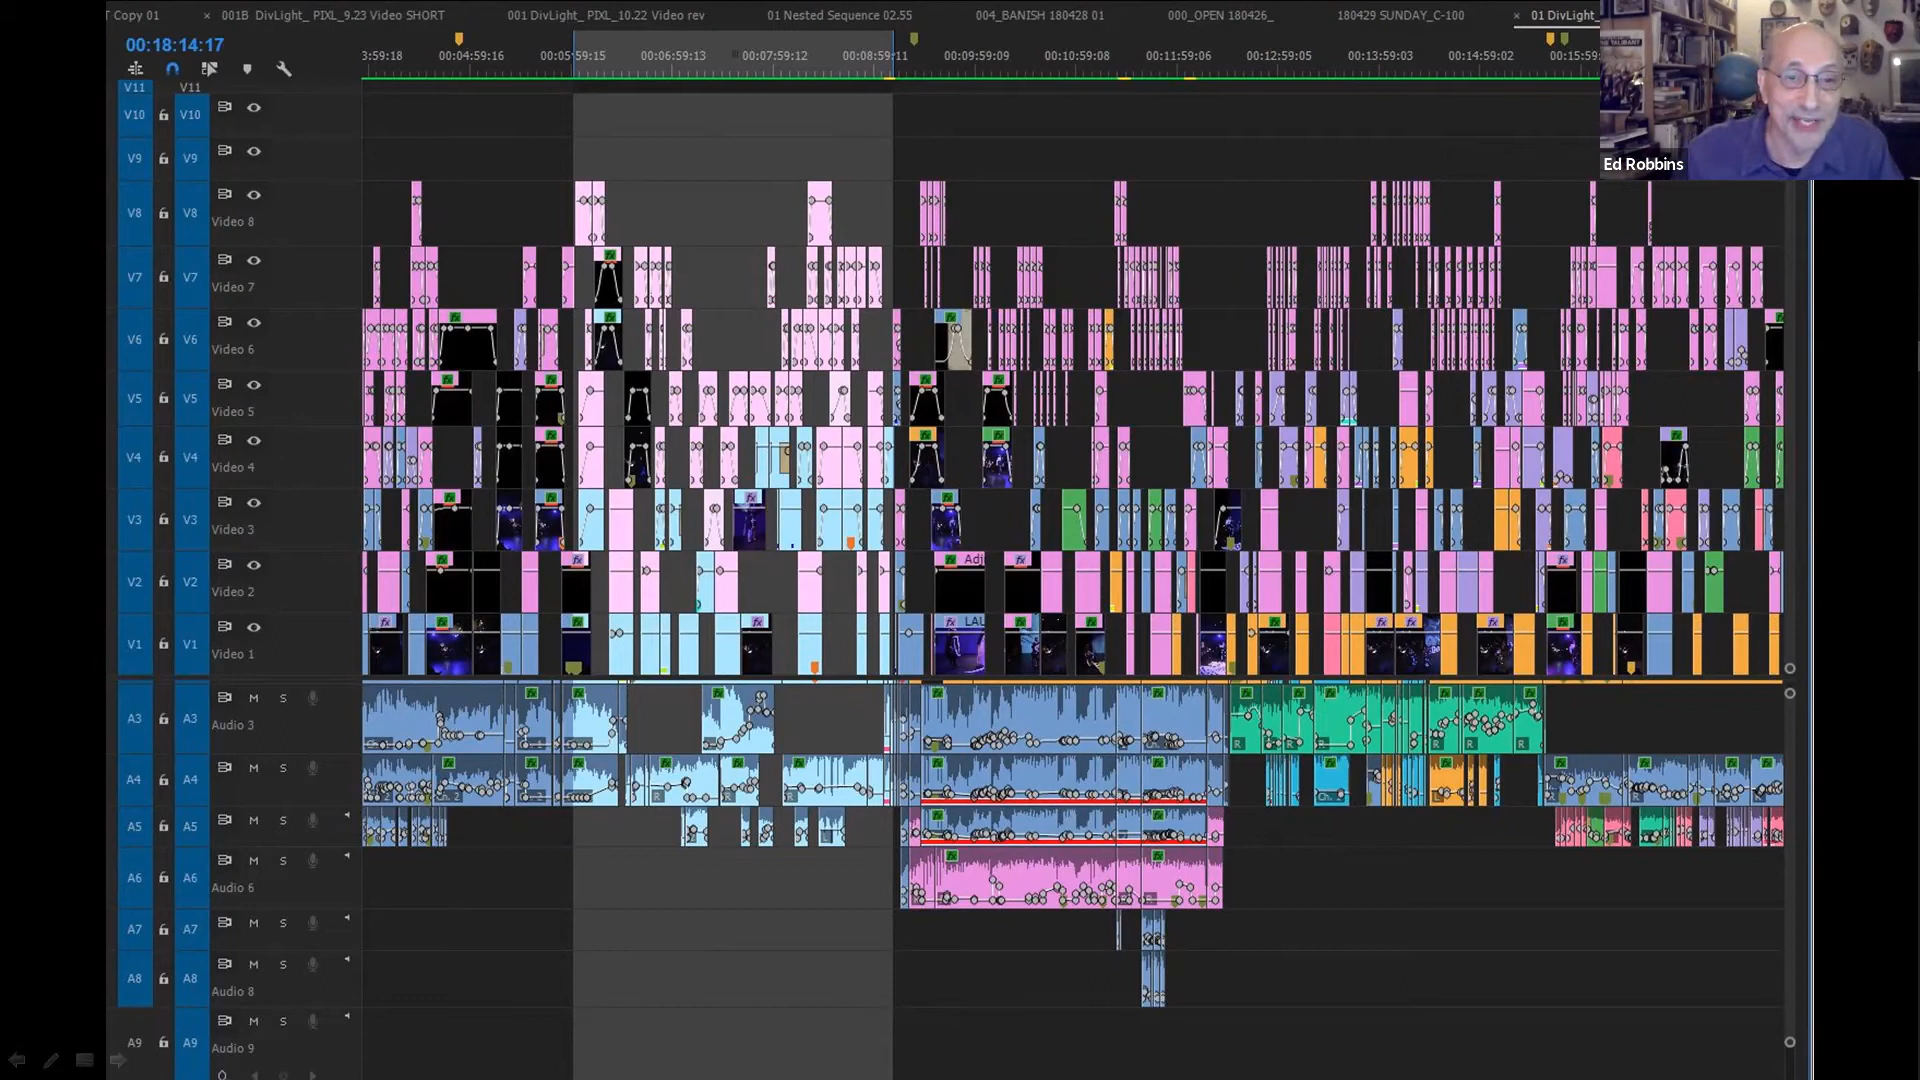 T Copy 01
001B DivLight_ PIXL_9.23 Video SHORT
001 DivLight_ PIXL_10.22 Video rev
01 Nested Sequence 02.55
004_BANISH 180428 01
000_OPEN 180426_
180429 SUNDAY_C-100
01 DivLight_
00:18:14:17
3:59:18
00:04:59:16
00:05:59:15
00:06:59:13
00:07:59:12
00:08:59:11
00:09:59:09
00:10:59:08
00:11:59:06
00:12:59:05
00:13:59:03
00:14:59:02
00:15:59:
Ed Robbins
V11 V11
V10 V10
V9 V9
V8 V8
Video 8
V7 V7
Video 7
V6 V6
Video 6
V5 V5
Video 5
V4 V4
Video 4
V3 V3
Video 3
V2 V2
Video 2
Adj
V1 V1
Video 1
LAU
A3 A3 M S
Audio 3
A4 A4 M S
A5 A5 M S
A6 A6 M S
Audio 6
A7 A7 M S
A8 A8 M S
Audio 8
A9 A9 M S
Audio 9